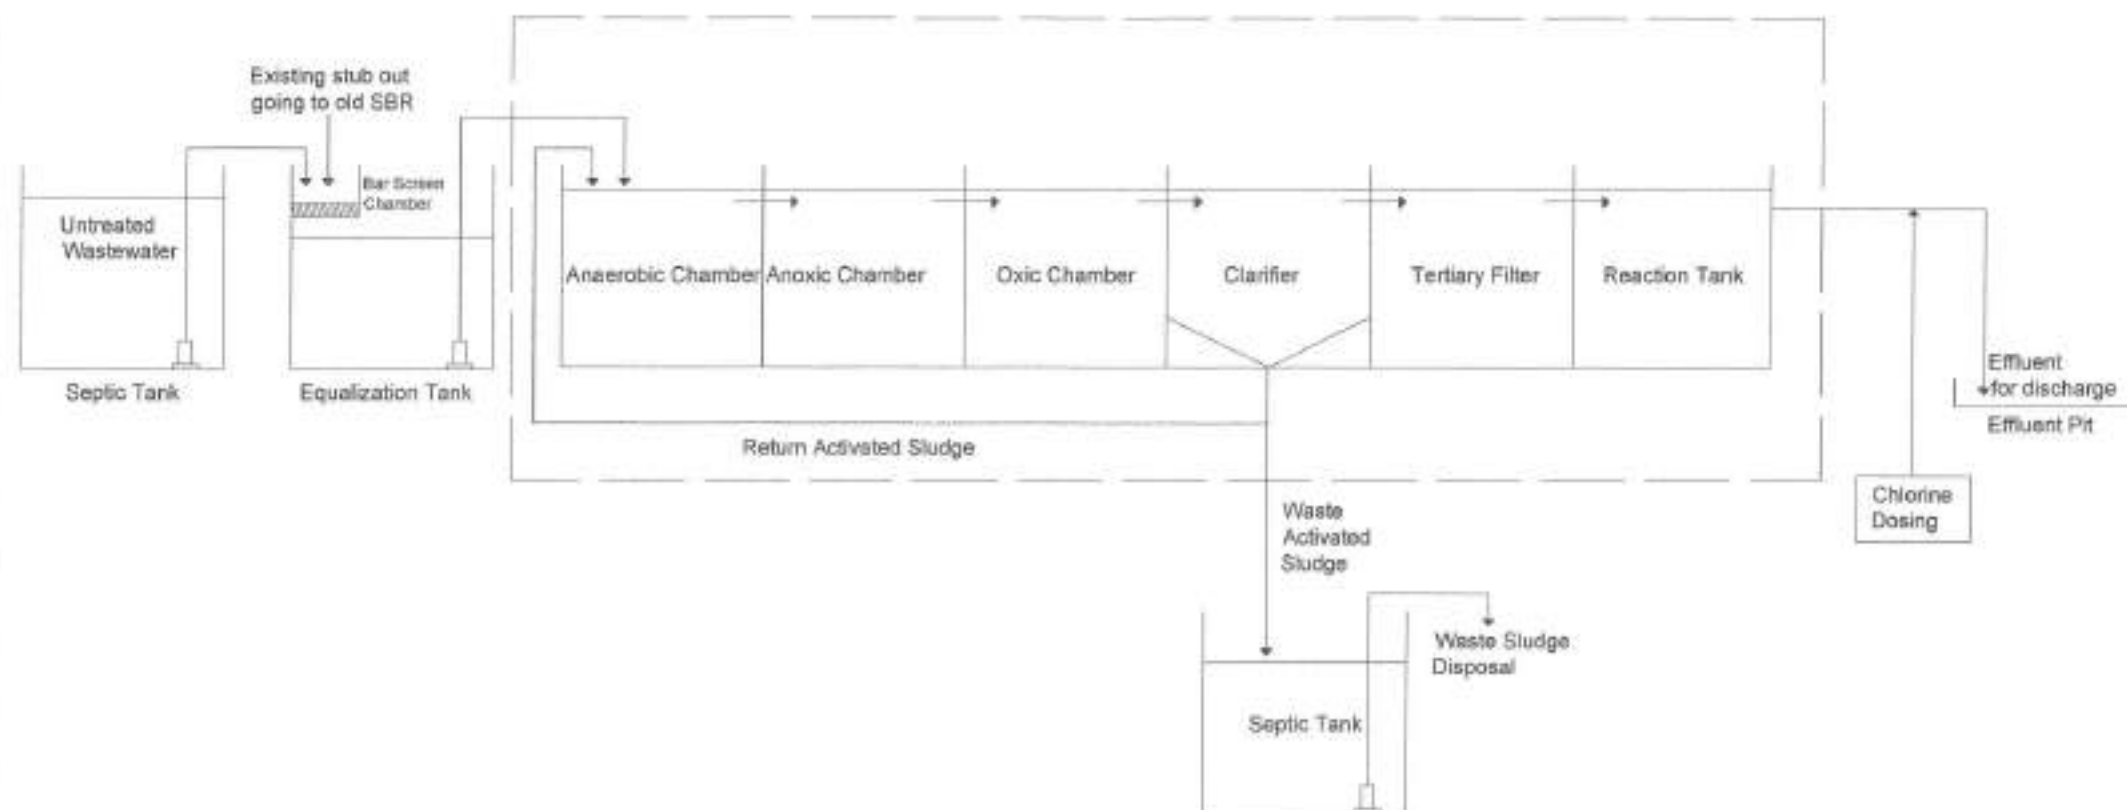 Existing stub out
going to old SBR
Bar Screen
Chamber
Untreated
Wastewater
Septic Tank
Equalization Tank
Anaerobic Chamber
Anoxic Chamber
Oxic Chamber
Clarifier
Tertiary Filter
Reaction Tank
Return Activated Sludge
Effluent
for discharge
Effluent Pit
Chlorine
Dosing
Waste
Activated
Sludge
Waste Sludge
Disposal
Septic Tank